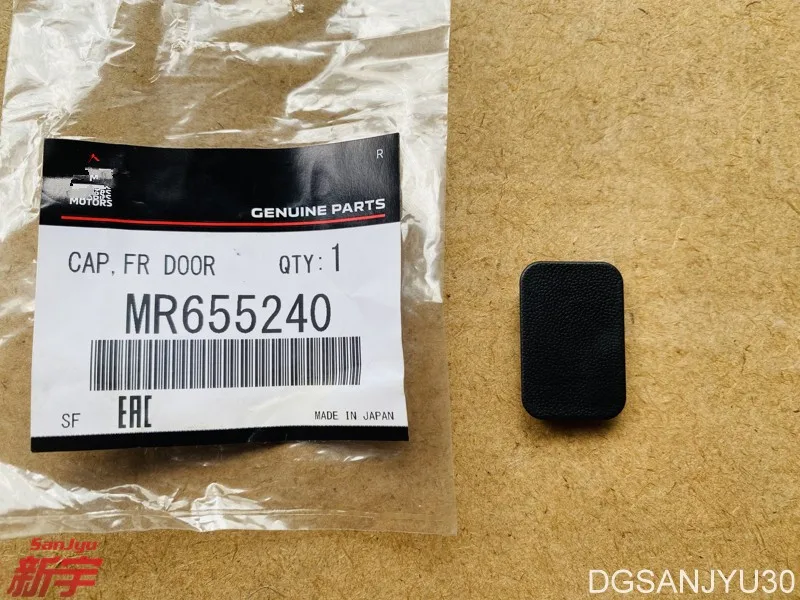 R
MOTORS
GENUINE PARTS
CAP, FR DOOR QTY: 1
MR655240
SF EAC
MADE IN JAPAN
SanJyu
新宇
DGSANJYU30